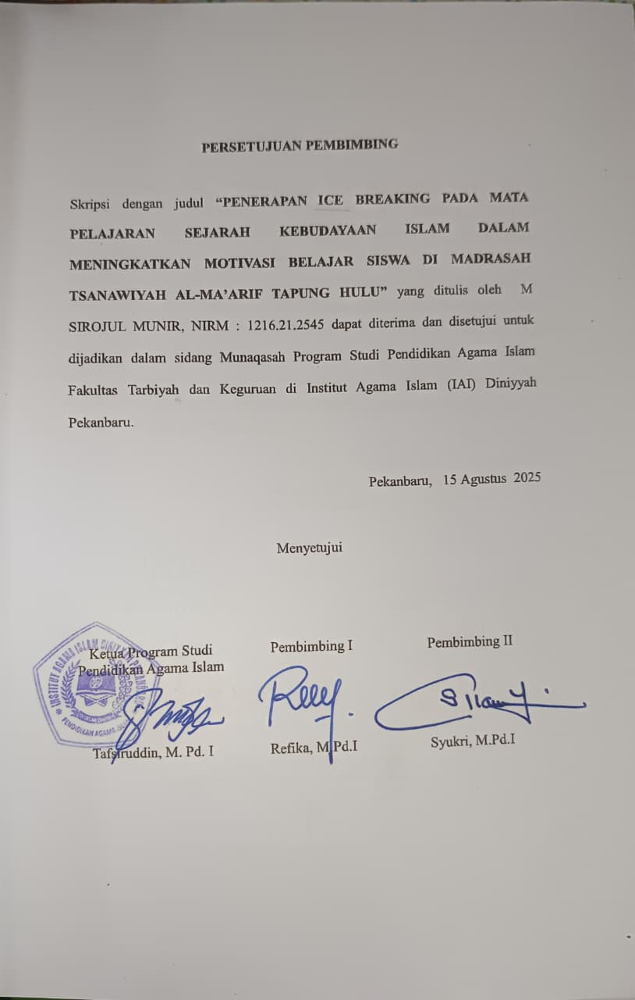 PERSETUJUAN PEMBIMBING
Skripsi dengan judul “PENERAPAN ICE BREAKING PADA MATA
PELAJARAN SEJARAH KEBUDAYAAN ISLAM DALAM
MENINGKATKAN MOTIVASI BELAJAR SISWA DI MADRASAH
TSANAWIYAH AL-MA’ARIF TAPUNG HULU” yang ditulis oleh M
SIROJUL MUNIR, NIRM : 1216.21.2545 dapat diterima dan disetujui untuk
dijadikan dalam sidang Munaqasah Program Studi Pendidikan Agama Islam
Fakultas Tarbiyah dan Keguruan di Institut Agama Islam (IAI) Diniyyah
Pekanbaru.
Pekanbaru, 15 Agustus 2025
Menyetujui
Ketua Program Studi
Pendidikan Agama Islam
Pembimbing I
Pembimbing II
INSTITUT AGAMA ISLAM
PENDIDIKAN AGAMA
Tafsiruddin, M. Pd. I
Refika, M.Pd.I
Syukri, M.Pd.I